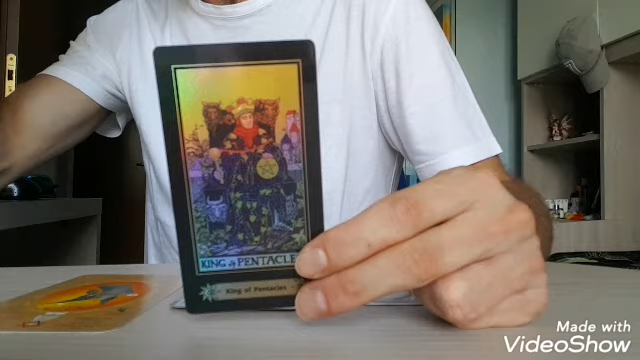 KING of PENTACLES
King of Pentacles
Made with
VideoShow